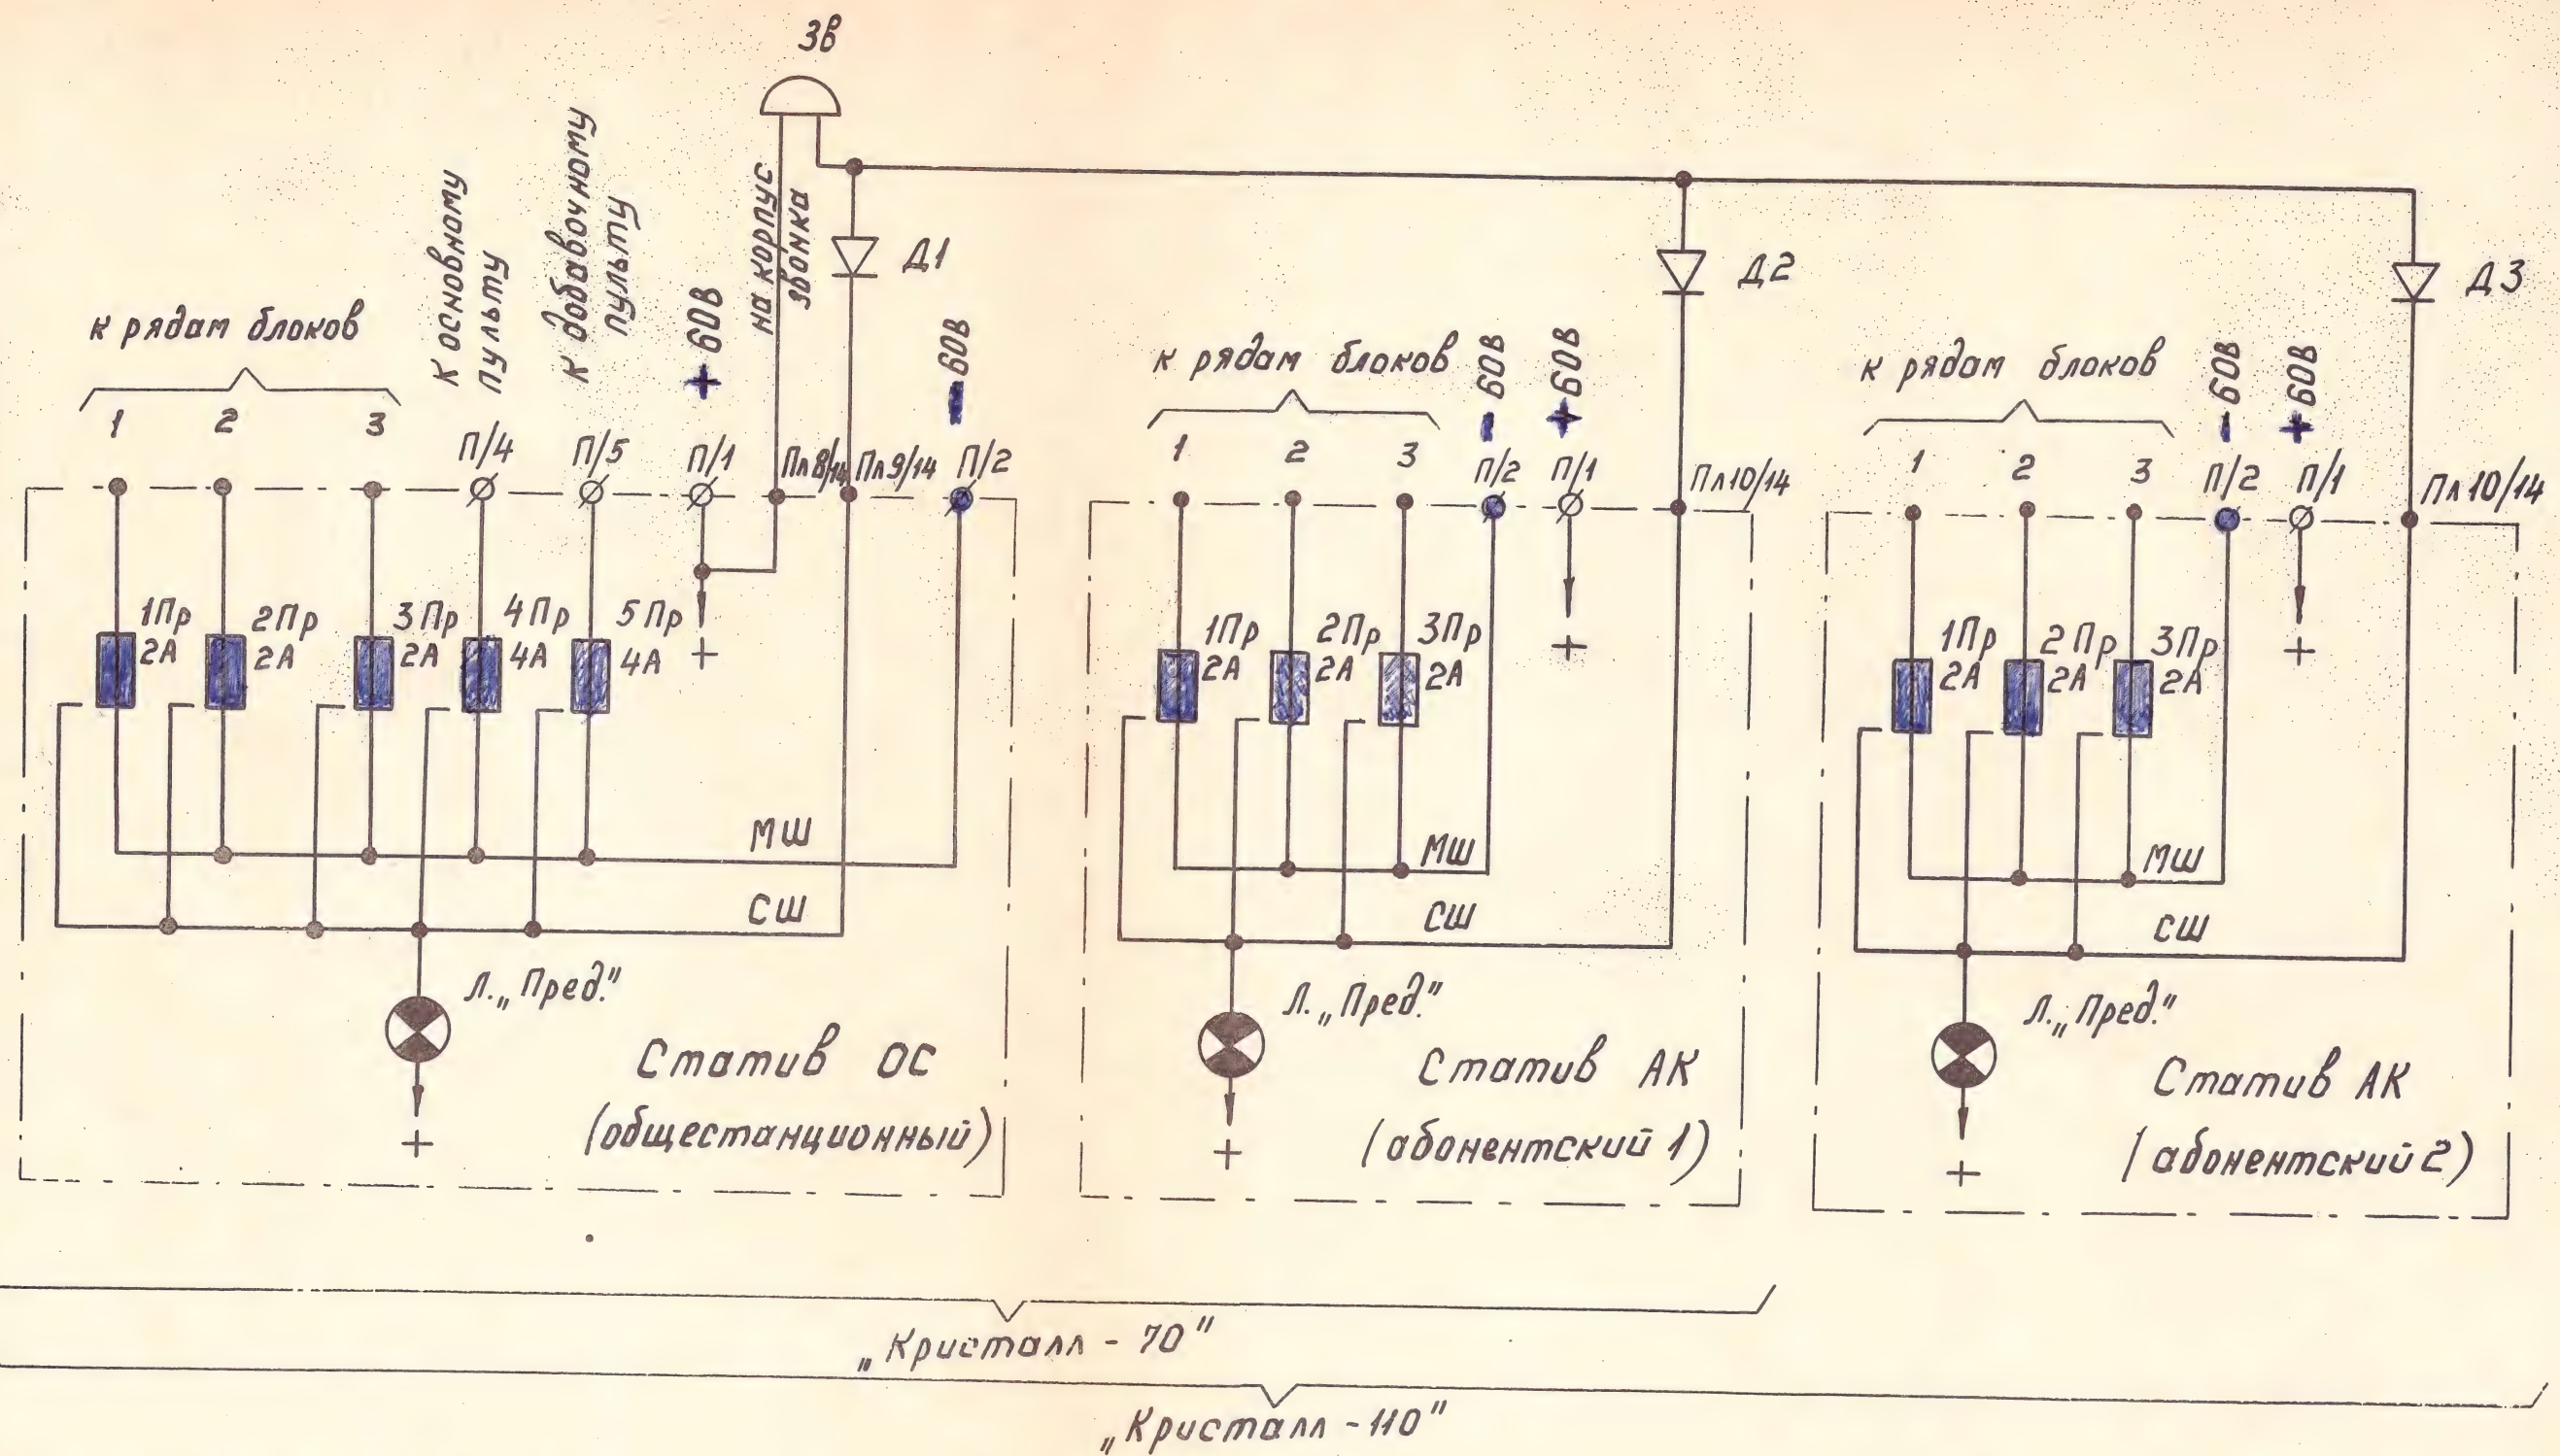 Зв
К основному
пульту
К добавочному
пульту
+ 60В
на корпус
звонка
Д1
- 60В
к рядам блоков
1 2 3
П/4
П/5
П/1
Пл8/14
Пл9/14
П/2
1Пр
2А
2Пр
2А
3Пр
2А
4Пр
4А
5Пр
4А
+
МШ
СШ
Л. „Пред."
+
Статив ОС
(общестанционный)
Д2
к рядам блоков
- 60В
+ 60В
1 2 3
П/2
П/1
Пл10/14
1Пр
2А
2Пр
2А
3Пр
2А
+
МШ
СШ
Л. „Пред."
+
Статив АК
(абонентский 1)
Д3
к рядам блоков
- 60В
+ 60В
1 2 3
П/2
П/1
Пл10/14
1Пр
2А
2Пр
2А
3Пр
2А
+
МШ
СШ
Л. „Пред."
+
Статив АК
(абонентский 2)
„Кристалл - 70"
„Кристалл - 110"